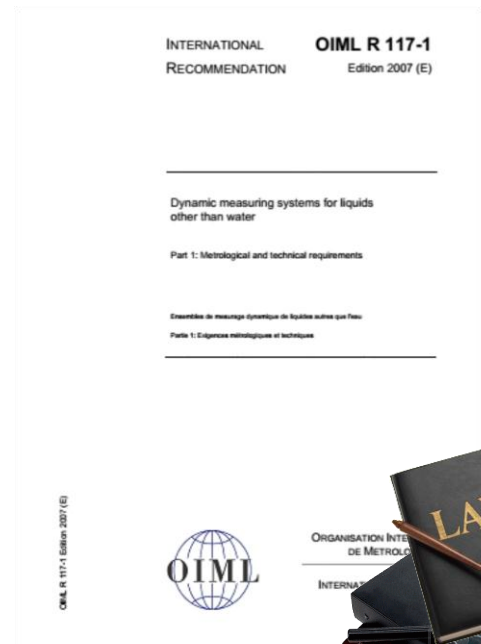 INTERNATIONAL
RECOMMENDATION
OIML R 117-1
Edition 2007 (E)
Dynamic measuring systems for liquids
other than water
Part 1: Metrological and technical requirements
Ensembles de mesurage dynamique de liquides autres que l'eau
Partie 1: Exigences métrologiques et techniques
OIML R 117-1 Edition 2007 (E)
OIML
ORGANISATION INTE
DE METROLO
INTERNAT
LA